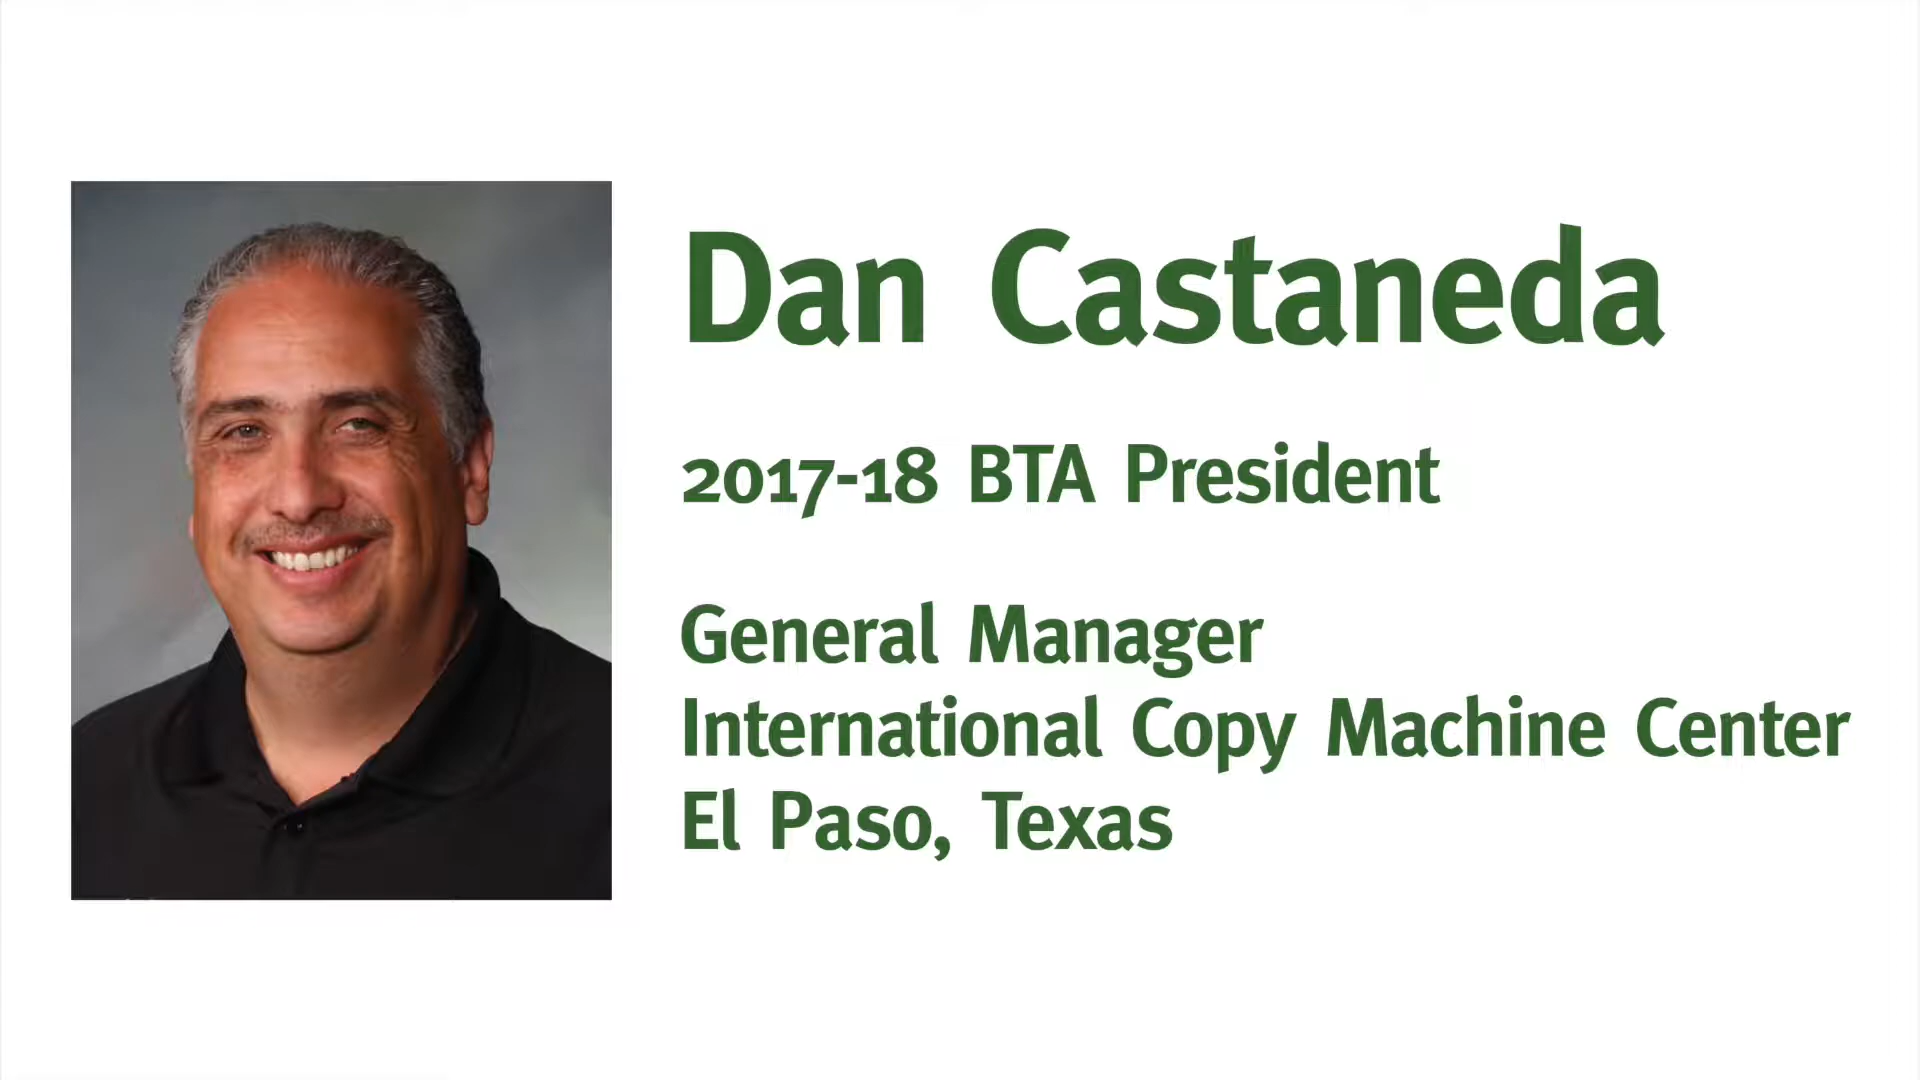 Dan Castaneda
2017-18 BTA President
General Manager
International Copy Machine Center
El Paso, Texas